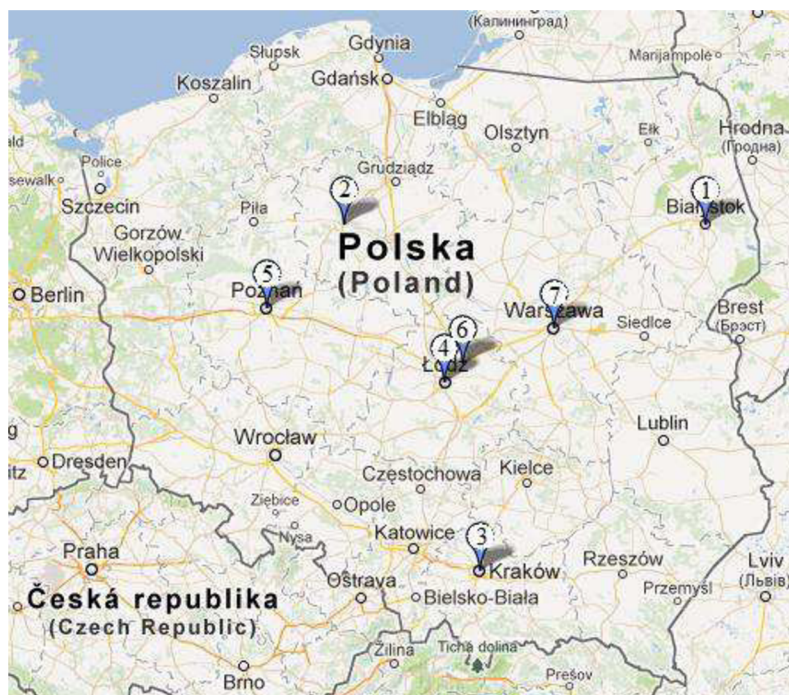 (Калининград)
Gdynia
Słupsk
Marijampole
Koszalin
Gdańsk
Elbląg
Olsztyn
Ełk
Hrodna
(Гродна)
Police
Grudziądz
Szczecin
2
1
Białystok
Piła
Gorzów
Wielkopolski
Polska
(Poland)
Berlin
5
Poznań
7
Warszawa
Brest
(Брэст)
Siedlce
6
4
Łódź
Lublin
Wrocław
Dresden
Częstochowa
Kielce
Ziębice
Opole
Nysa
Katowice
3
Kraków
Rzeszów
Lviv
(Львів)
Praha
Ostrava
Bielsko-Biała
Przemyśl
Česká republika
(Czech Republic)
Žilina
Ticha dolina
Prešov
Brno